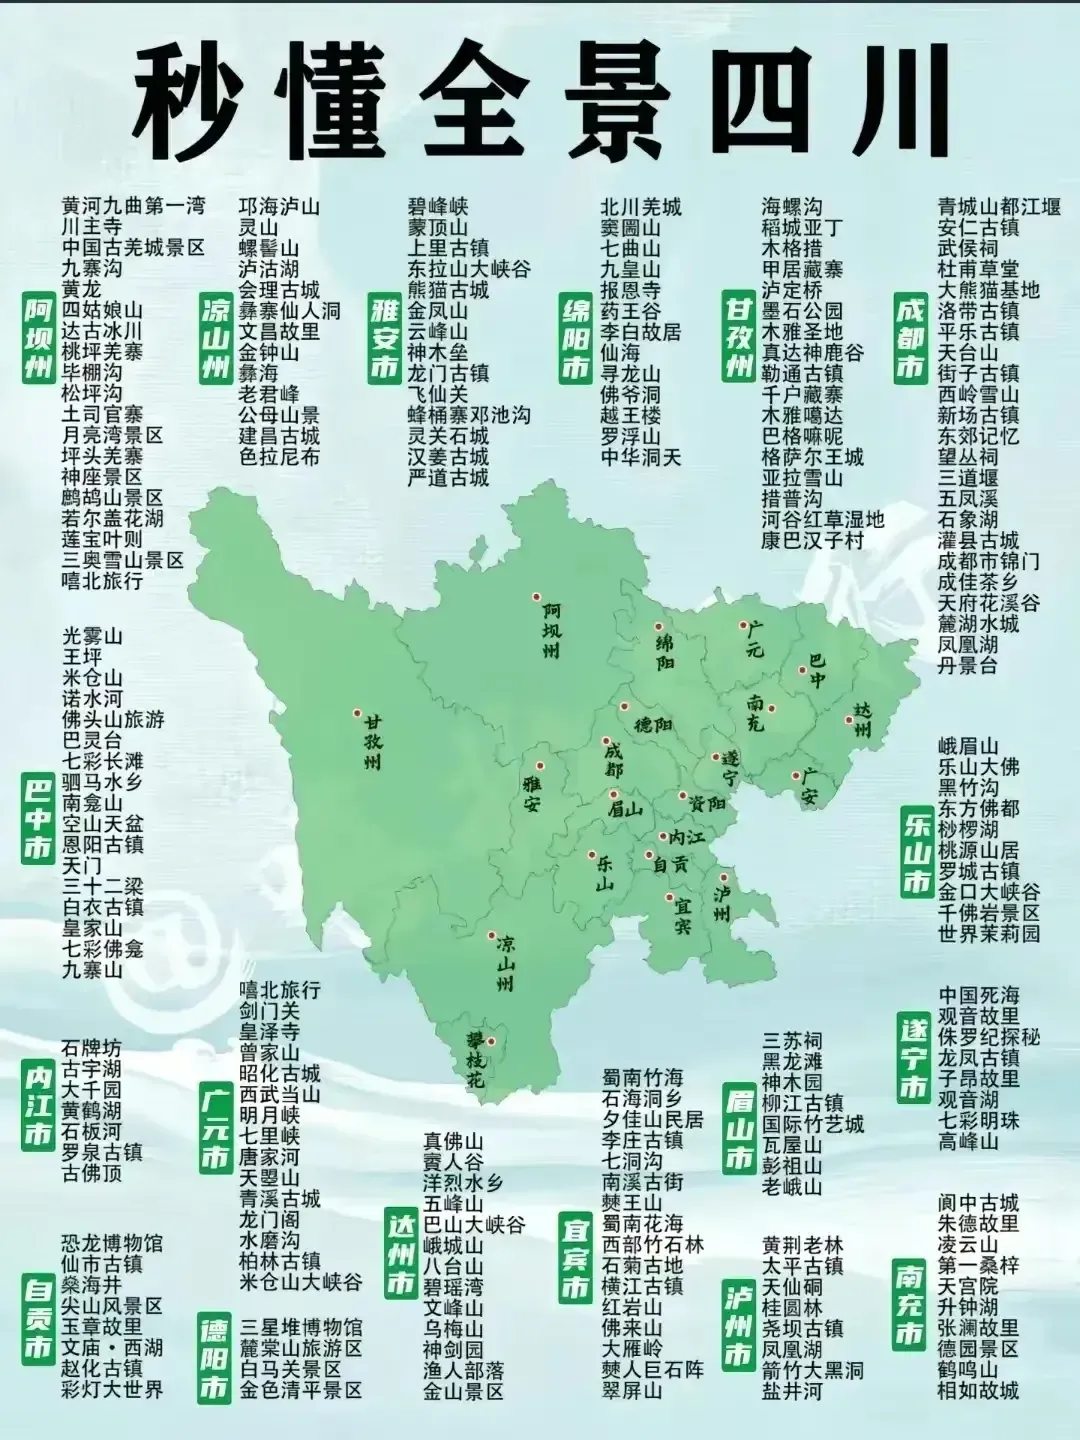 秒懂全景四川
阿坝州
黄河九曲第一湾
川主寺
中国古羌城景区
九寨沟
黄龙
四姑娘山
达古冰川
桃坪羌寨
毕棚沟
松坪沟
土司官寨
月亮湾景区
坪头羌寨
神座景区
鹧鸪山景区
若尔盖花湖
莲宝叶则
三奥雪山景区
嘻北旅行
凉山州
邛海泸山
灵山
螺髻山
泸沽湖
会理古城
彝寨仙人洞
文昌故里
金钟山
彝海
老君峰
公母山景
建昌古城
色拉尼布
雅安市
碧峰峡
蒙顶山
上里古镇
东拉山大峡谷
熊猫古城
金凤山
云峰山
神木垒
龙门古镇
飞仙关
蜂桶寨邓池沟
灵关石城
汉姜古城
严道古城
绵阳市
北川羌城
窦圌山
七曲山
九皇山
报恩寺
药王谷
李白故居
仙海
寻龙山
佛爷洞
越王楼
罗浮山
中华洞天
甘孜州
海螺沟
稻城亚丁
木格措
甲居藏寨
泸定桥
墨石公园
木雅圣地
真达神鹿谷
勒通古镇
千户藏寨
木雅噶达
巴格嘛呢
格萨尔王城
亚拉雪山
措普沟
河谷红草湿地
康巴汉子村
成都市
青城山都江堰
安仁古镇
武侯祠
杜甫草堂
大熊猫基地
洛带古镇
平乐古镇
天台山
街子古镇
西岭雪山
新场古镇
东郊记忆
望丛祠
三道堰
五凤溪
石象湖
灌县古城
成都市锦门
成佳茶乡
天府花溪谷
麓湖水城
凤凰湖
丹景台
阿坝州
绵阳
广元
巴中
甘孜州
德阳
南充
达州
成都
雅安
遂宁
广安
眉山
资阳
内江
自贡
乐山
泸州
宜宾
凉山州
攀枝花
巴中市
光雾山
王坪
米仓山
诺水河
佛头山旅游
巴灵台
七彩长滩
驷马水乡
南龛山
空山天盆
恩阳古镇
天门
三十二梁
白衣古镇
皇家山
七彩佛龛
九寨山
乐山市
峨眉山
乐山大佛
黑竹沟
东方佛都
桫椤湖
桃源山居
罗城古镇
金口大峡谷
千佛岩景区
世界茉莉园
内江市
石牌坊
古宇湖
大千园
黄鹤湖
石板河
罗泉古镇
古佛顶
广元市
嘻北旅行
剑门关
皇泽寺
曾家山
昭化古城
西武当山
明月峡
七里峡
唐家河
天曌山
青溪古城
龙门阁
水磨沟
柏林古镇
米仓山大峡谷
遂宁市
中国死海
观音故里
侏罗纪探秘
龙凤古镇
子昂故里
观音湖
七彩明珠
高峰山
眉山市
三苏祠
黑龙滩
神木园
柳江古镇
国际竹艺城
瓦屋山
彭祖山
老峨山
自贡市
恐龙博物馆
仙市古镇
燊海井
尖山风景区
玉章故里
文庙·西湖
赵化古镇
彩灯大世界
德阳市
三星堆博物馆
麓棠山旅游区
白马关景区
金色清平景区
达州市
真佛山
賨人谷
洋烈水乡
五峰山
巴山大峡谷
峨城山
八台山
碧瑶湾
文峰山
乌梅山
神剑园
渔人部落
金山景区
宜宾市
蜀南竹海
石海洞乡
夕佳山民居
李庄古镇
七洞沟
南溪古街
僰王山
蜀南花海
西部竹石林
石菊古地
横江古镇
红岩山
佛来山
大雁岭
僰人巨石阵
翠屏山
泸州市
黄荆老林
太平古镇
天仙硐
桂圆林
尧坝古镇
凤凰湖
箭竹大黑洞
盐井河
南充市
阆中古城
朱德故里
凌云山
第一桑梓
天宫院
升钟湖
张澜故里
德园景区
鹤鸣山
相如故城